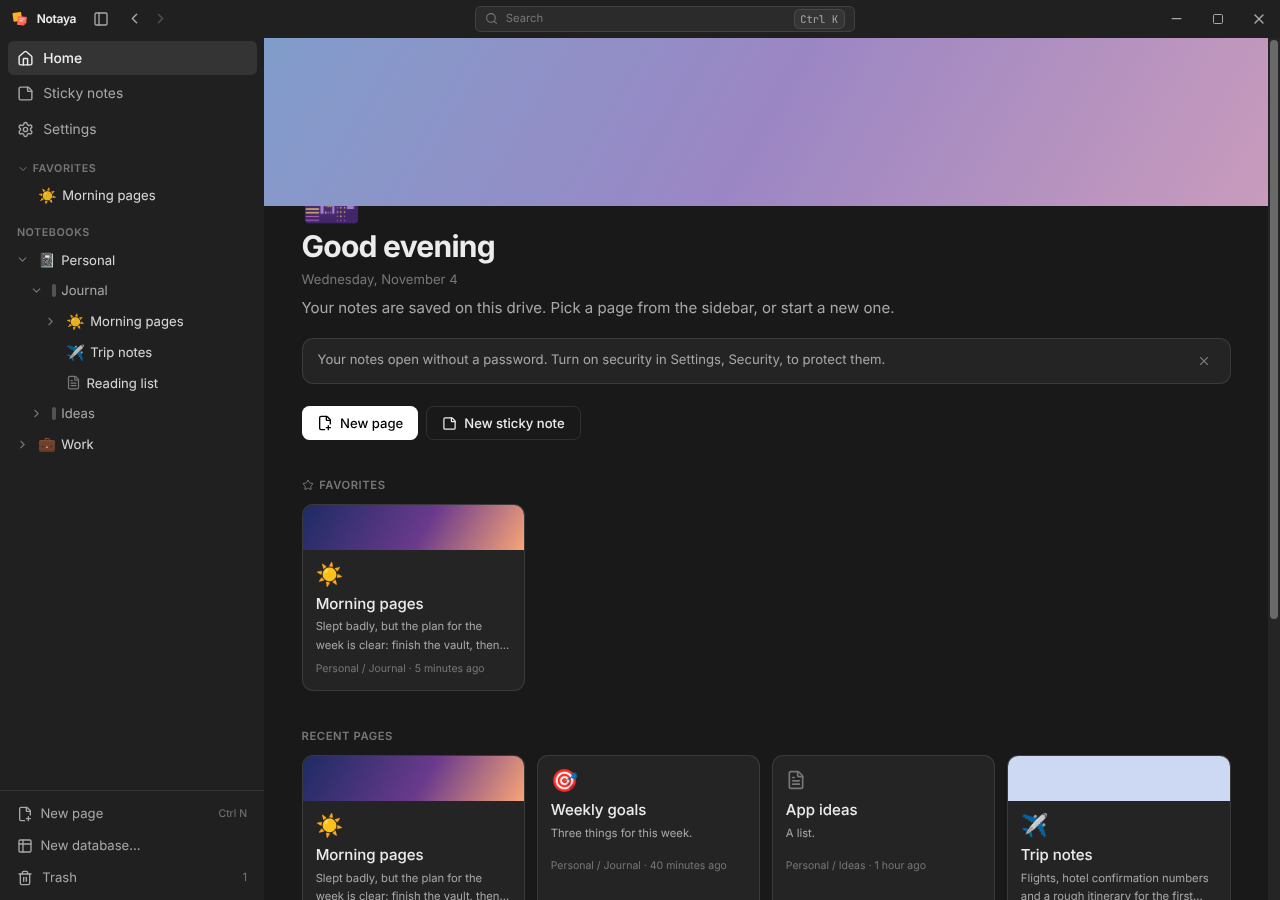 Notaya
Search
Ctrl K
Home
Sticky notes
Settings
FAVORITES
Morning pages
NOTEBOOKS
Personal
Journal
Morning pages
Trip notes
Reading list
Ideas
Work
New page
Ctrl N
New database...
Trash
1
Good evening
Wednesday, November 4
Your notes are saved on this drive. Pick a page from the sidebar, or start a new one.
Your notes open without a password. Turn on security in Settings, Security, to protect them.
New page
New sticky note
FAVORITES
Morning pages
Slept badly, but the plan for the
week is clear: finish the vault, then...
Personal / Journal · 5 minutes ago
RECENT PAGES
Morning pages
Slept badly, but the plan for the
week is clear: finish the vault, then...
Weekly goals
Three things for this week.
Personal / Journal · 40 minutes ago
App ideas
A list.
Personal / Ideas · 1 hour ago
Trip notes
Flights, hotel confirmation numbers
and a rough itinerary for the first...